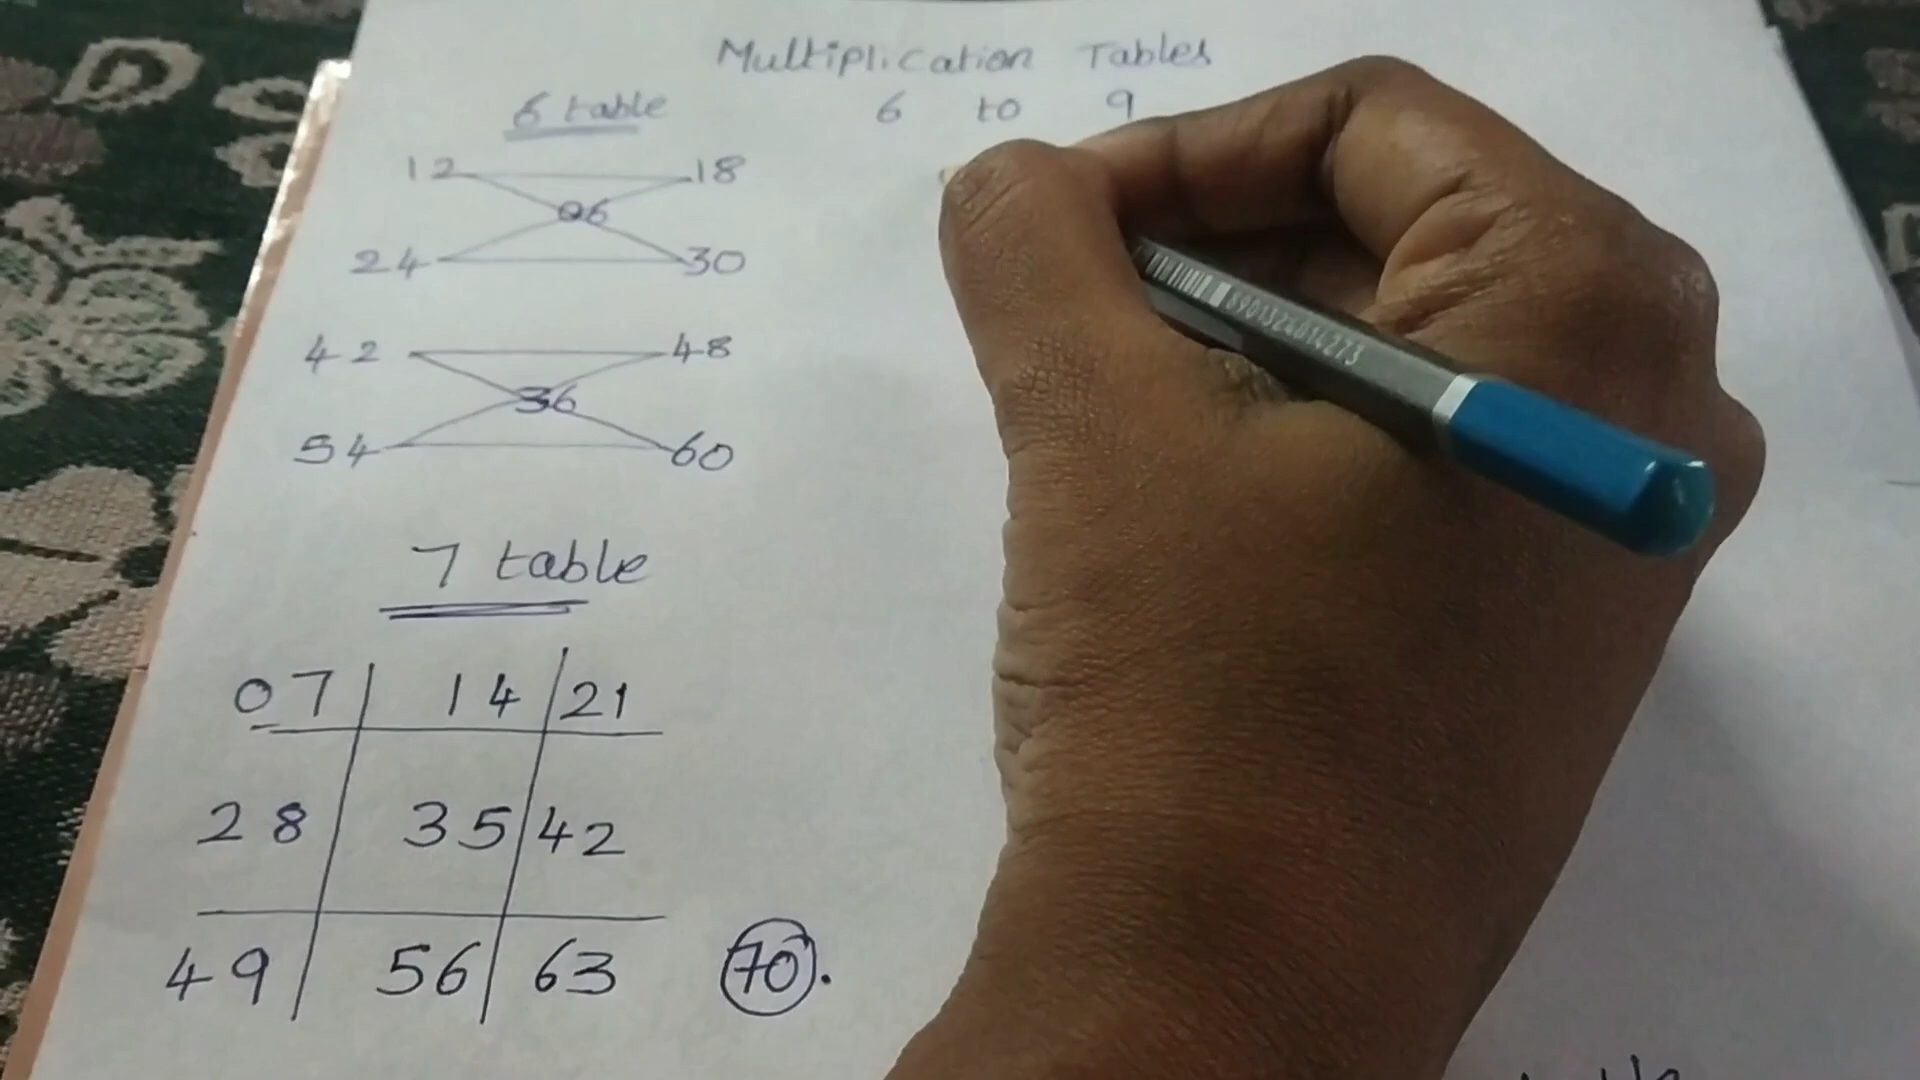 Multiplication Tables
6 to 9
6 table
12 18
06
24 30
42 48
36
54 60
7 table
07 14 21
28 35 42
49 56 63 70.
6901324014273